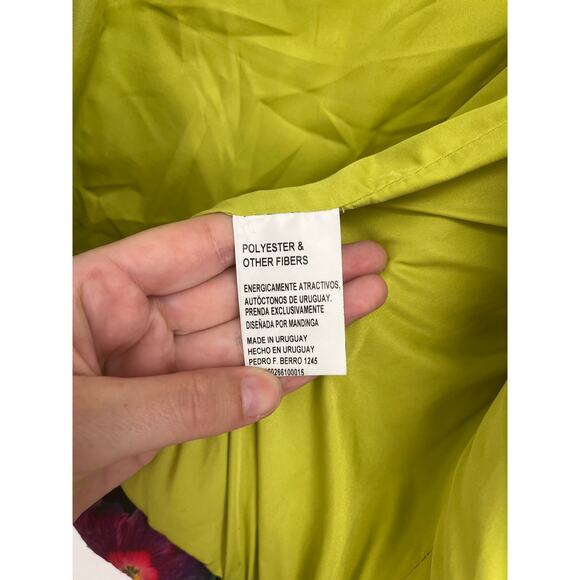 POLYESTER &
OTHER FIBERS
ENERGICAMENTE ATRACTIVOS,
AUTÓCTONOS DE URUGUAY.
PRENDA EXCLUSIVAMENTE
DISEÑADA POR MANDINGA
MADE IN URUGUAY
HECHO EN URUGUAY
PEDRO F. BERRO 1245